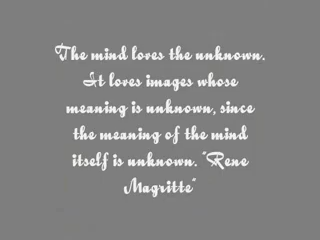 The mind loves the unknown.
It loves images whose
meaning is unknown, since
the meaning of the mind
itself is unknown. "Rene
Magritte"